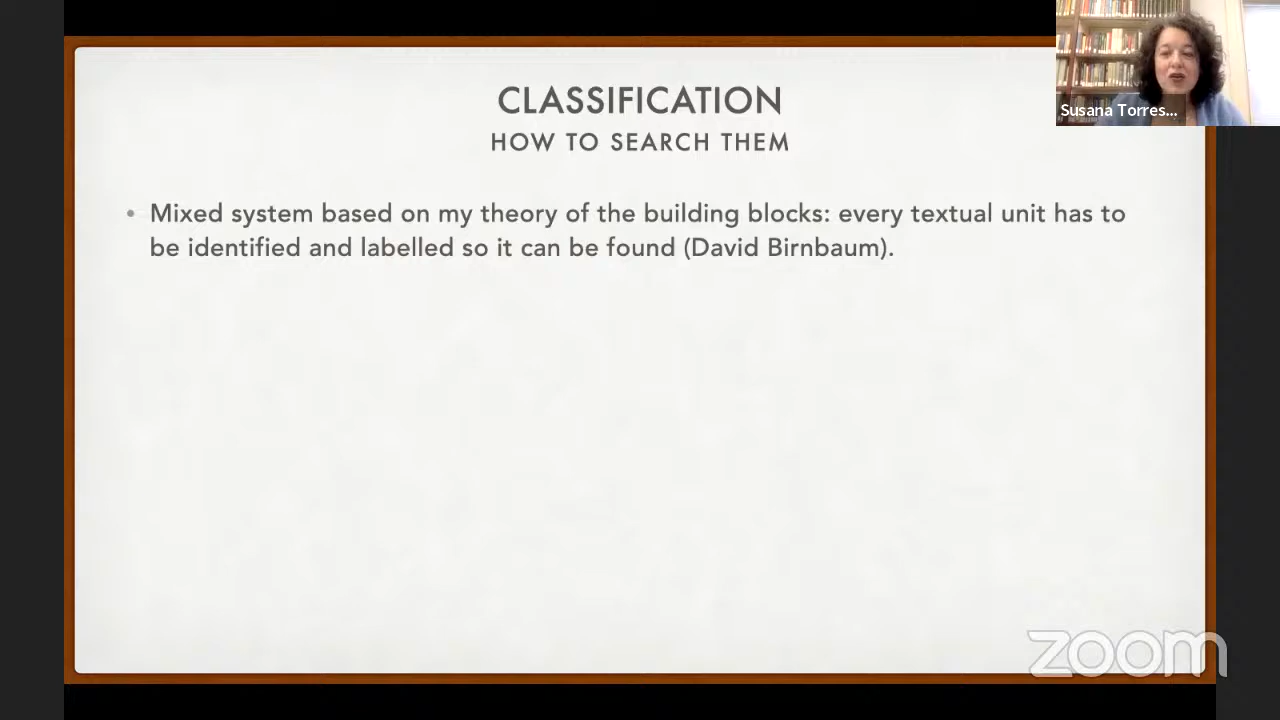 CLASSIFICATION
HOW TO SEARCH THEM
• Mixed system based on my theory of the building blocks: every textual unit has to
be identified and labelled so it can be found (David Birnbaum).
Susana Torres...
zoom